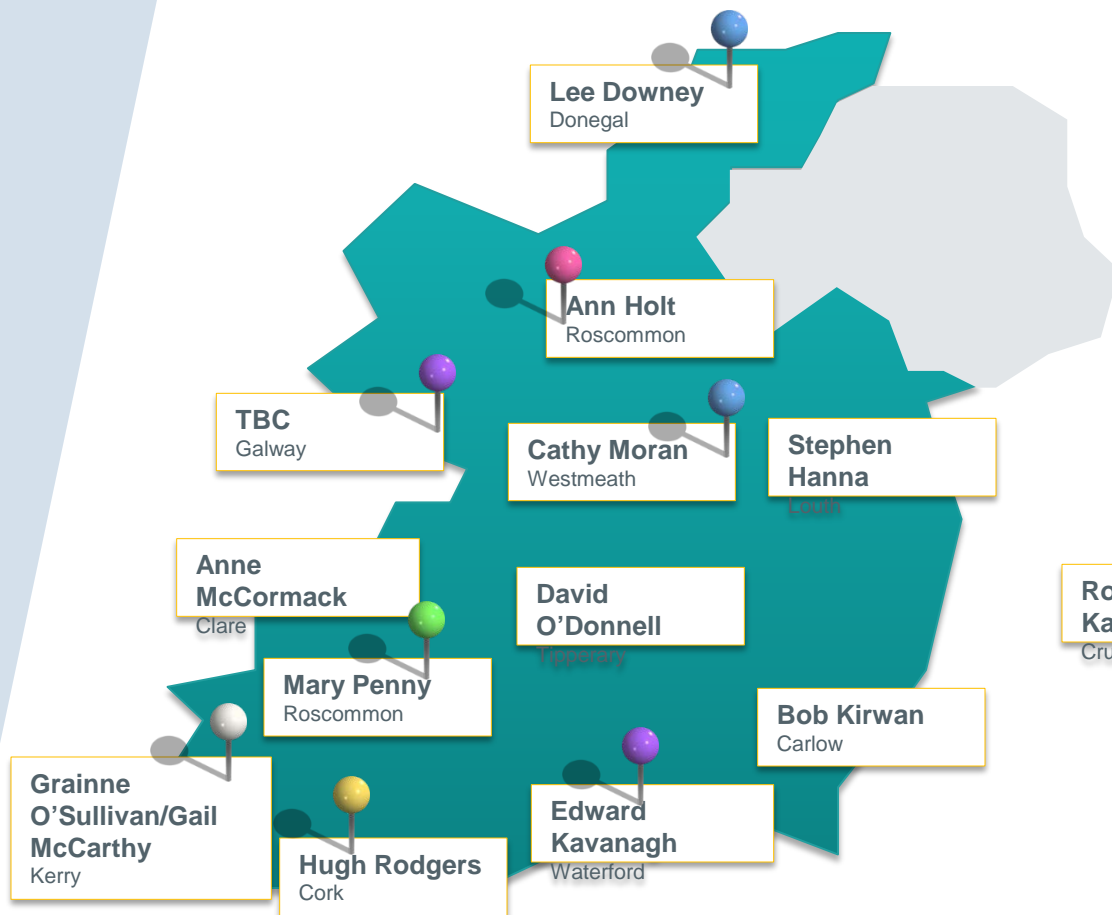 Lee Downey
Donegal
Ann Holt
Roscommon
TBC
Galway
Cathy Moran
Westmeath
Stephen
Hanna
Louth
Anne
McCormack
Clare
David
O’Donnell
Tipperary
Mary Penny
Roscommon
Bob Kirwan
Carlow
Grainne
O’Sullivan/Gail
McCarthy
Kerry
Hugh Rodgers
Cork
Edward
Kavanagh
Waterford